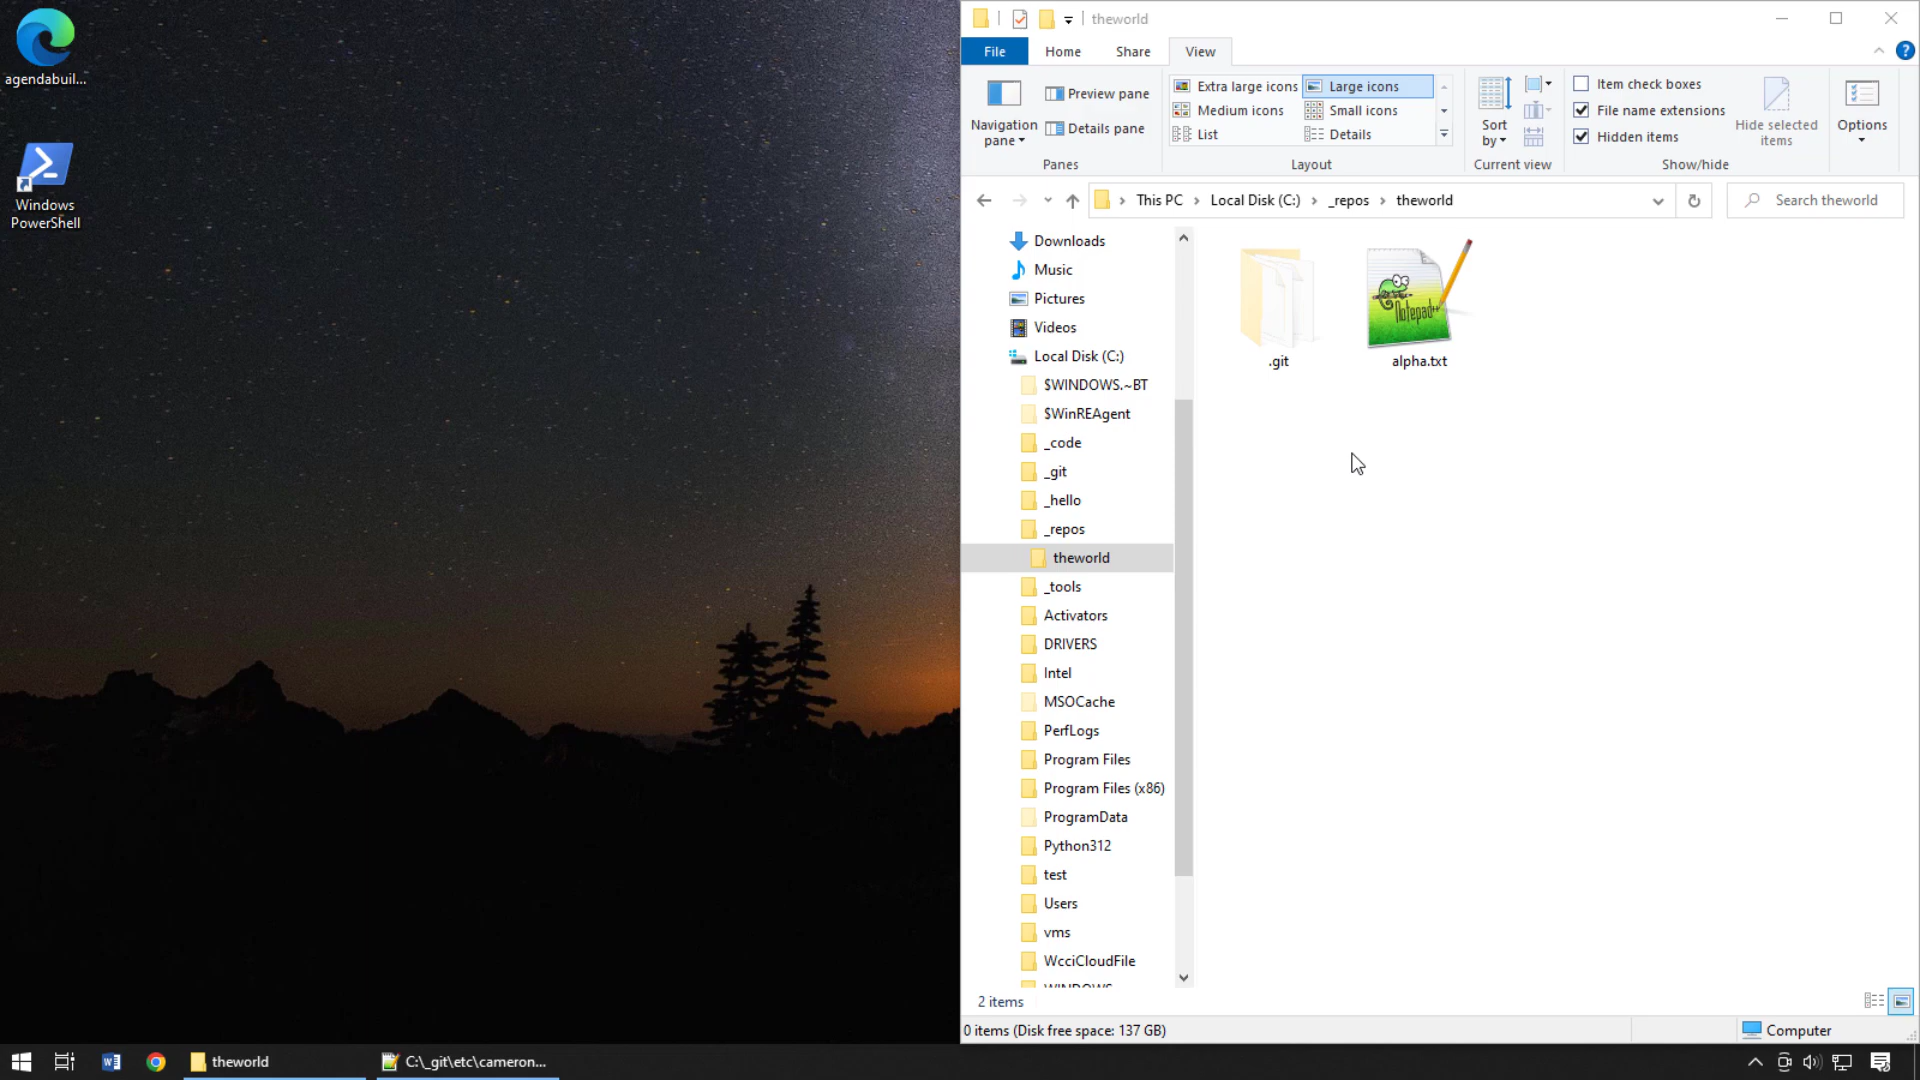 agendabuil...
Windows
PowerShell
theworld
File
Home
Share
View
Navigation
pane
Preview pane
Details pane
Panes
Extra large icons
Large icons
Medium icons
Small icons
List
Details
Layout
Sort
by
Current view
Item check boxes
File name extensions
Hidden items
Hide selected
items
Show/hide
Options
This PC
Local Disk (C:)
_repos
theworld
Search theworld
Downloads
Music
Pictures
Videos
Local Disk (C:)
$WINDOWS.~BT
$WinREAgent
_code
_git
_hello
_repos
theworld
_tools
Activators
DRIVERS
Intel
MSOCache
PerfLogs
Program Files
Program Files (x86)
ProgramData
Python312
test
Users
vms
WcciCloudFile
WINDOWS
.git
Notepad++
alpha.txt
2 items
0 items (Disk free space: 137 GB)
Computer
theworld
C:\_git\etc\cameron...